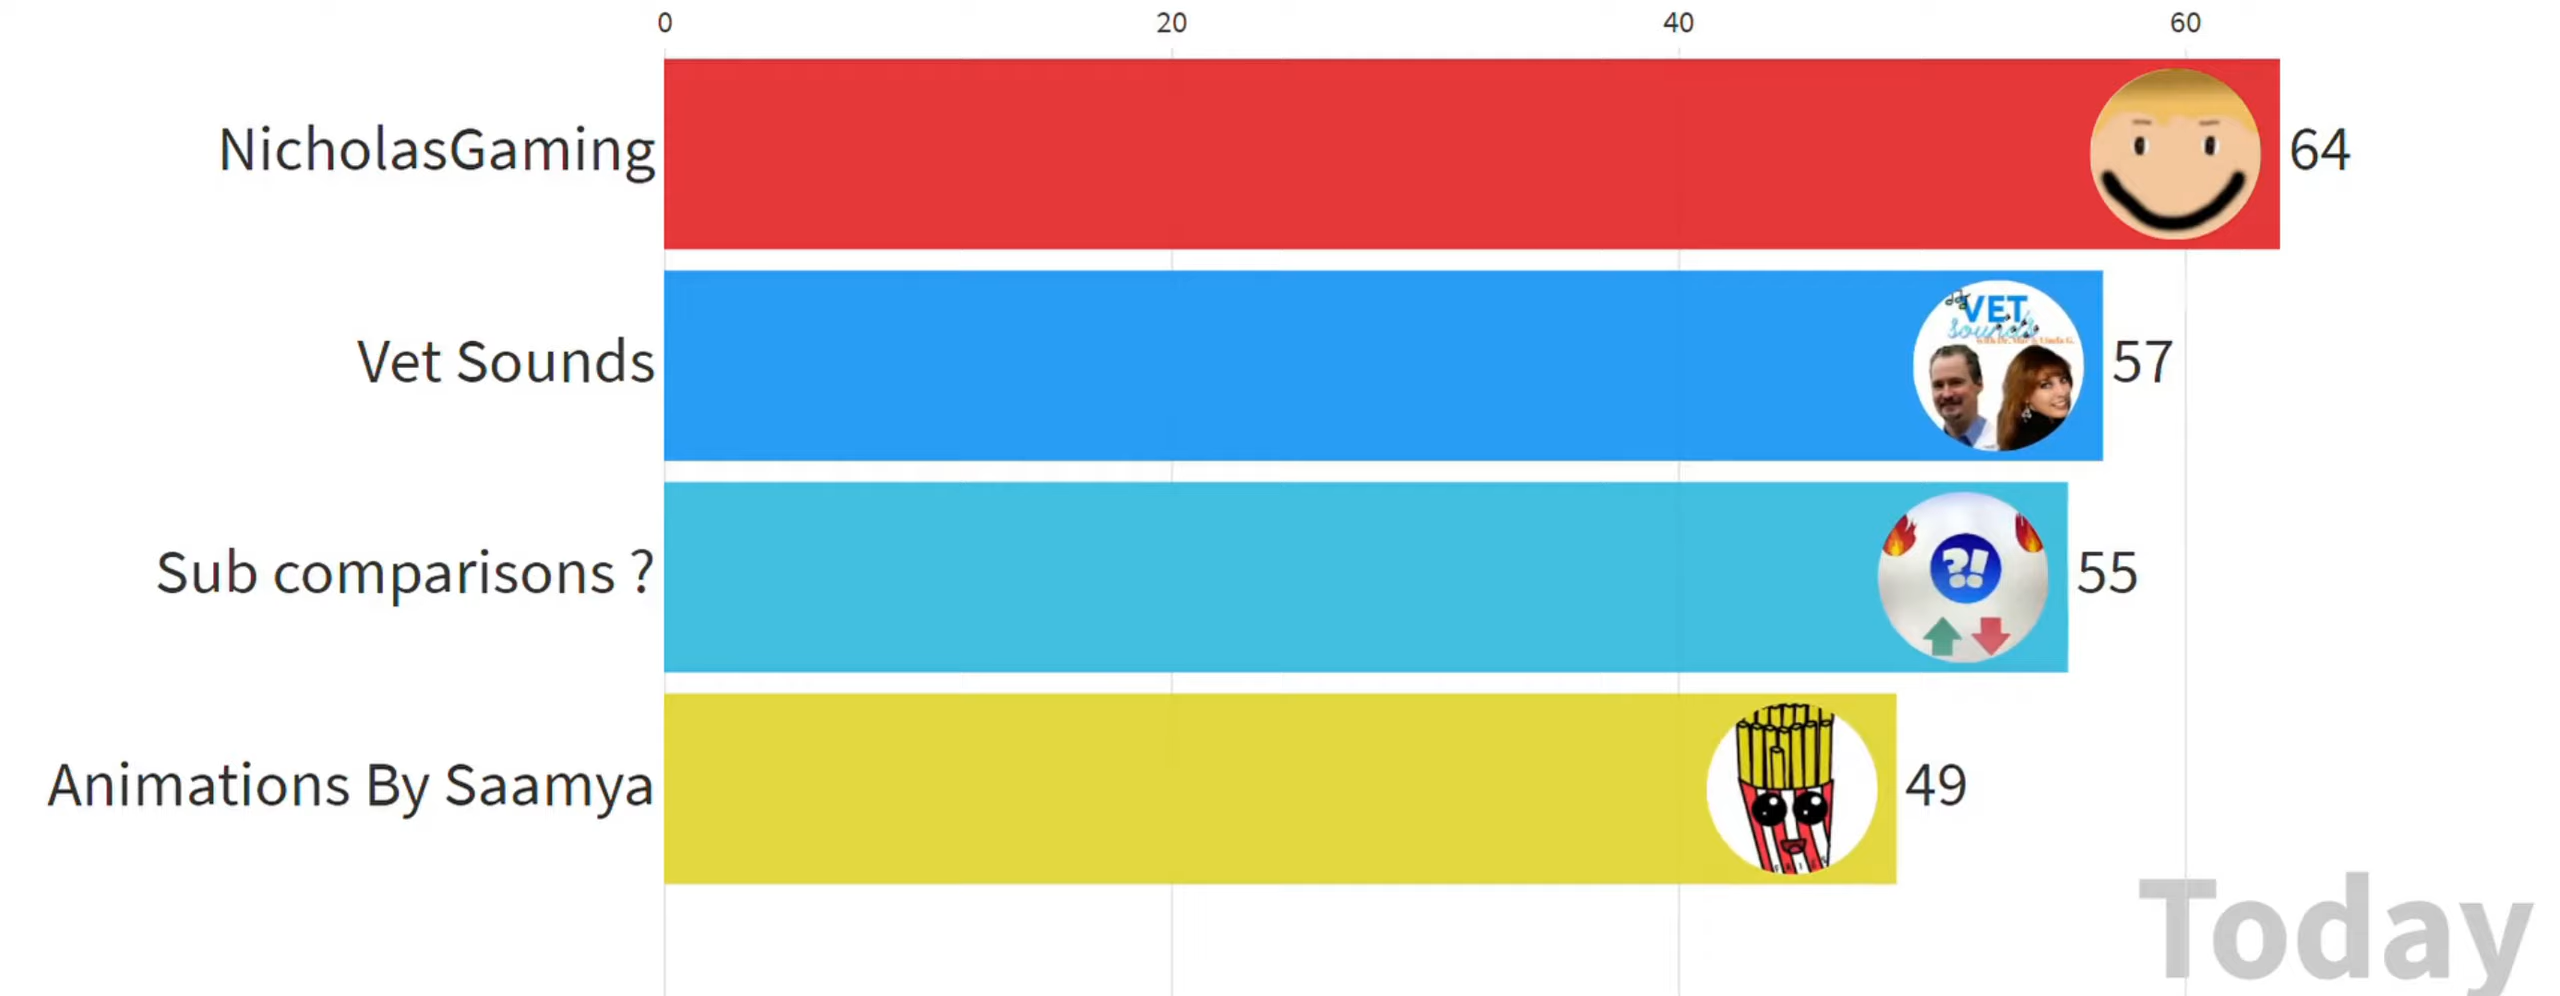 0 20 40 60
NicholasGaming 64
VET
sounds
Vet Sounds 57
?!
Sub comparisons ? 55
Animations By Saamya 49
Today